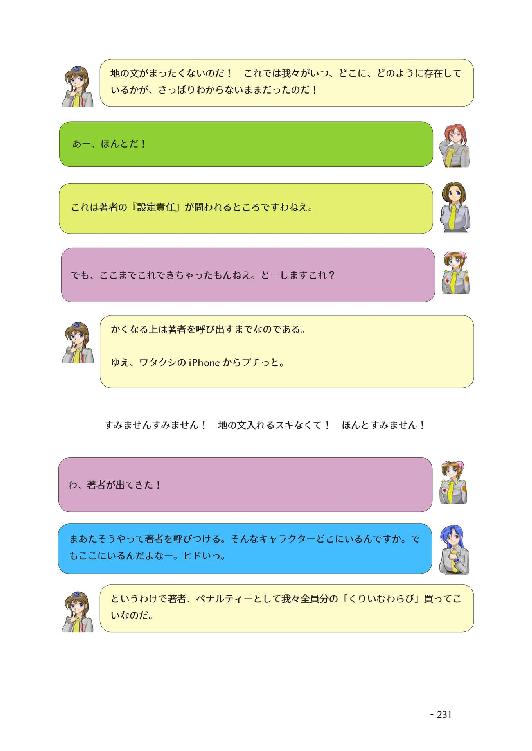 地の文がまったくないのだ！　これでは我々がいつ、どこに、どのように存在して
いるかが、さっぱりわからないままだったのだ！
あー、ほんとだ！
これは著者の『設定責任』が問われるところですわねえ。
でも、ここまでこれできちゃったもんねえ。どーしますこれ？
かくなる上は著者を呼び出すまでなのである。
ゆえ、ワタクシの iPhone からプチっと。
すみませんすみません！　地の文入れるスキなくて！　ほんとすみません！
わ、著者が出てきた！
まあたそうやって著者を呼びつける。そんなキャラクターどこにいるんですか。で
もここにいるんだよなー。ヒドいっ。
というわけで著者、ペナルティーとして我々全員分の「くりいむわらび」買ってこ
いなのだ。
- 231